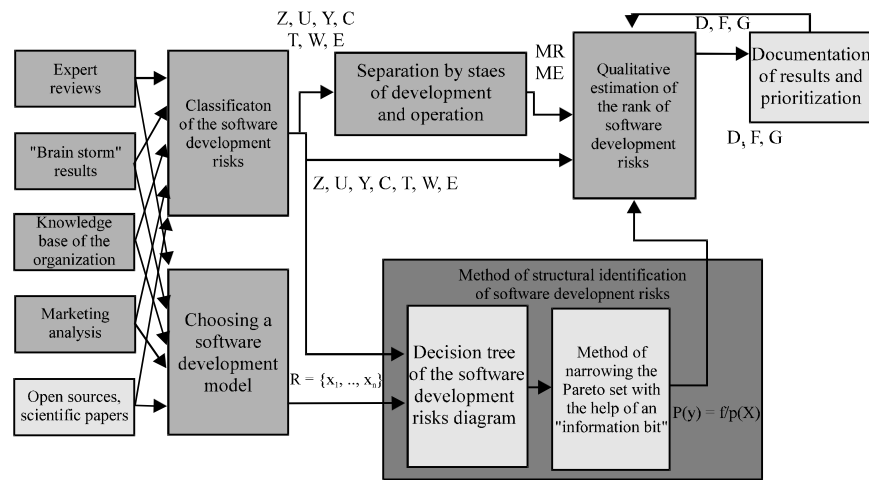 Expert
reviews
"Brain storm"
results
Knowledge
base of the
organization
Marketing
analysis
Open sources,
scientific papers
Classificaton
of the software
development
risks
Choosing a
software
development
model
Z, U, Y, C
T, W, E
Separation by staes
of development
and operation
MR
ME
Z, U, Y, C, T, W, E
R = {x₁, .., xₙ}
Qualitative
estimation of
the rank of
software
development
risks
D, F, G
Documentation
of results and
prioritization
D, F, G
Method of structural identification
of software developnent risks
Decision tree
of the software
development
risks diagram
Method of
narrowing the
Pareto set with
the help of an
"information bit"
P(y) = f/p(X)